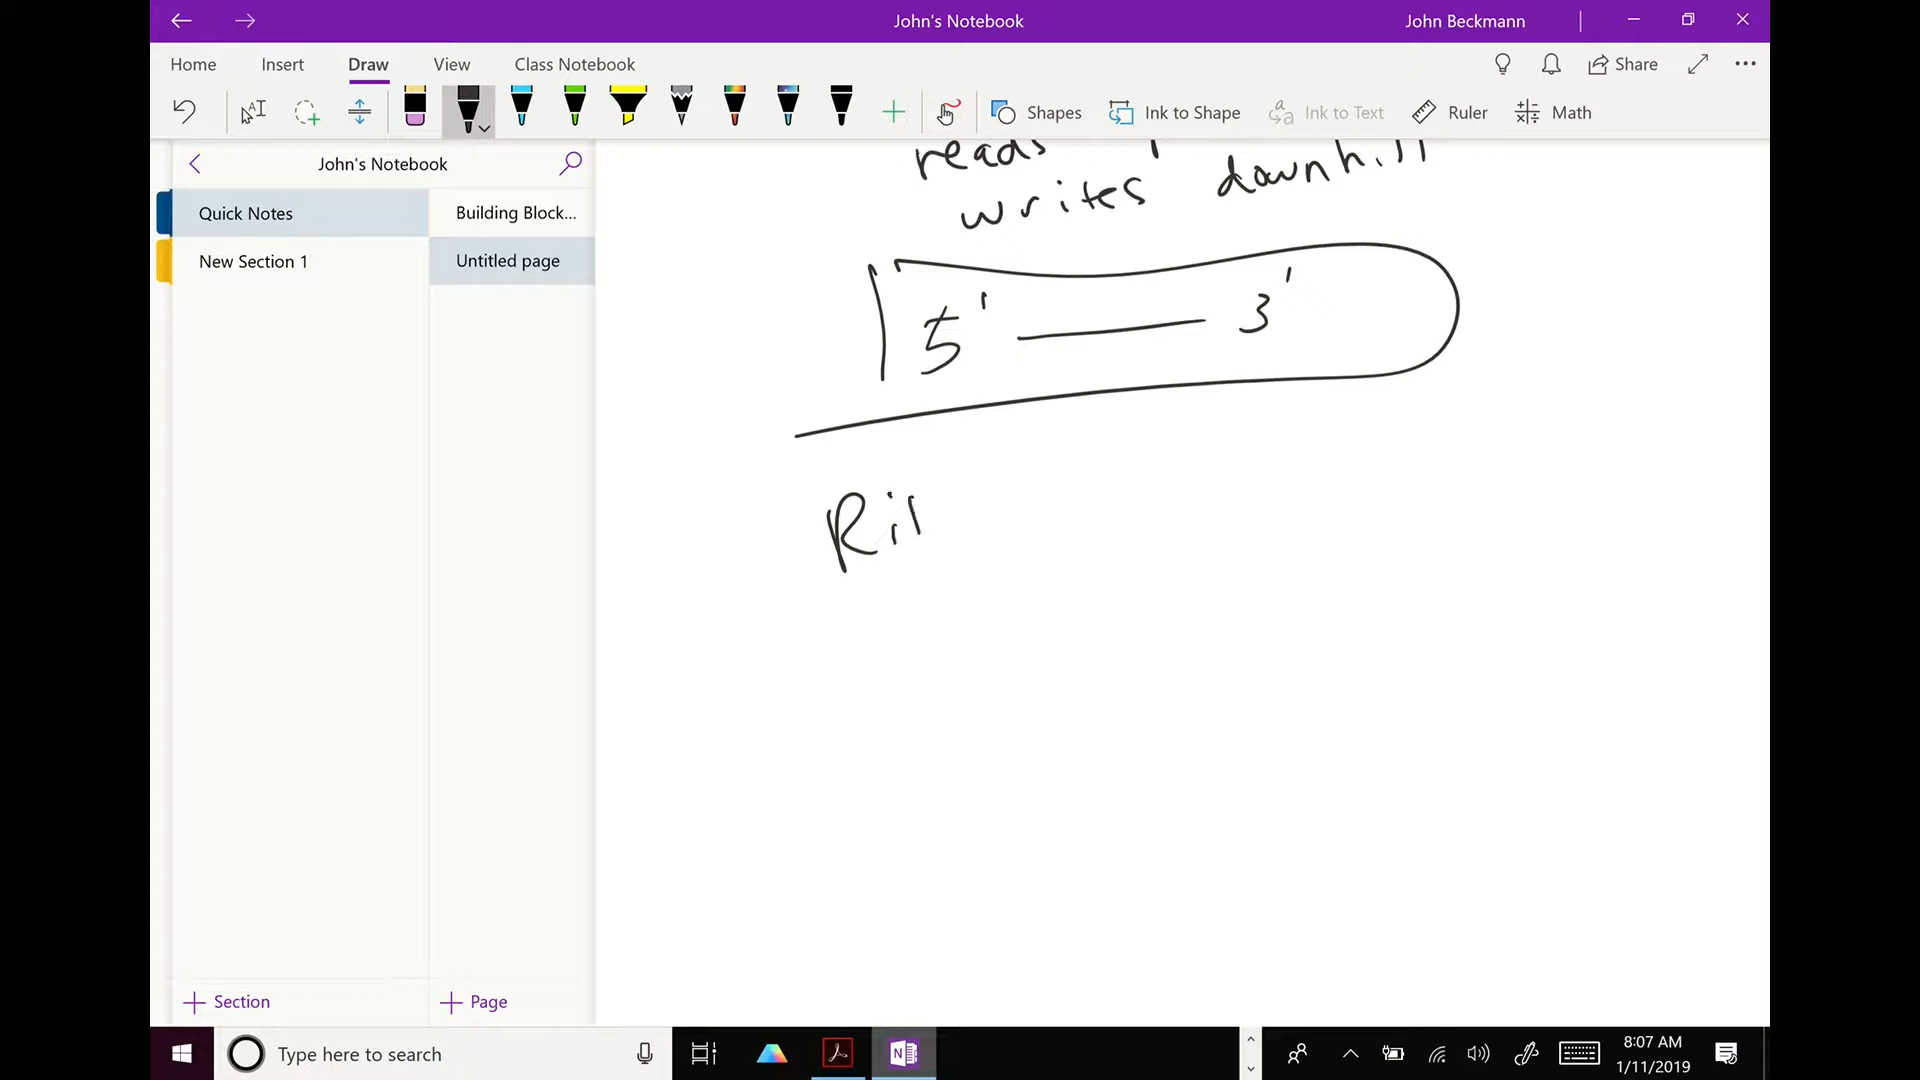 John's Notebook
John Beckmann
Home Insert Draw View Class Notebook
Share
Shapes Ink to Shape Ink to Text Ruler Math
John's Notebook
Quick Notes
Building Block...
New Section 1
Untitled page
reads
writes downhill
5' — 3'
Ril
+ Section
+ Page
Type here to search
8:07 AM
1/11/2019